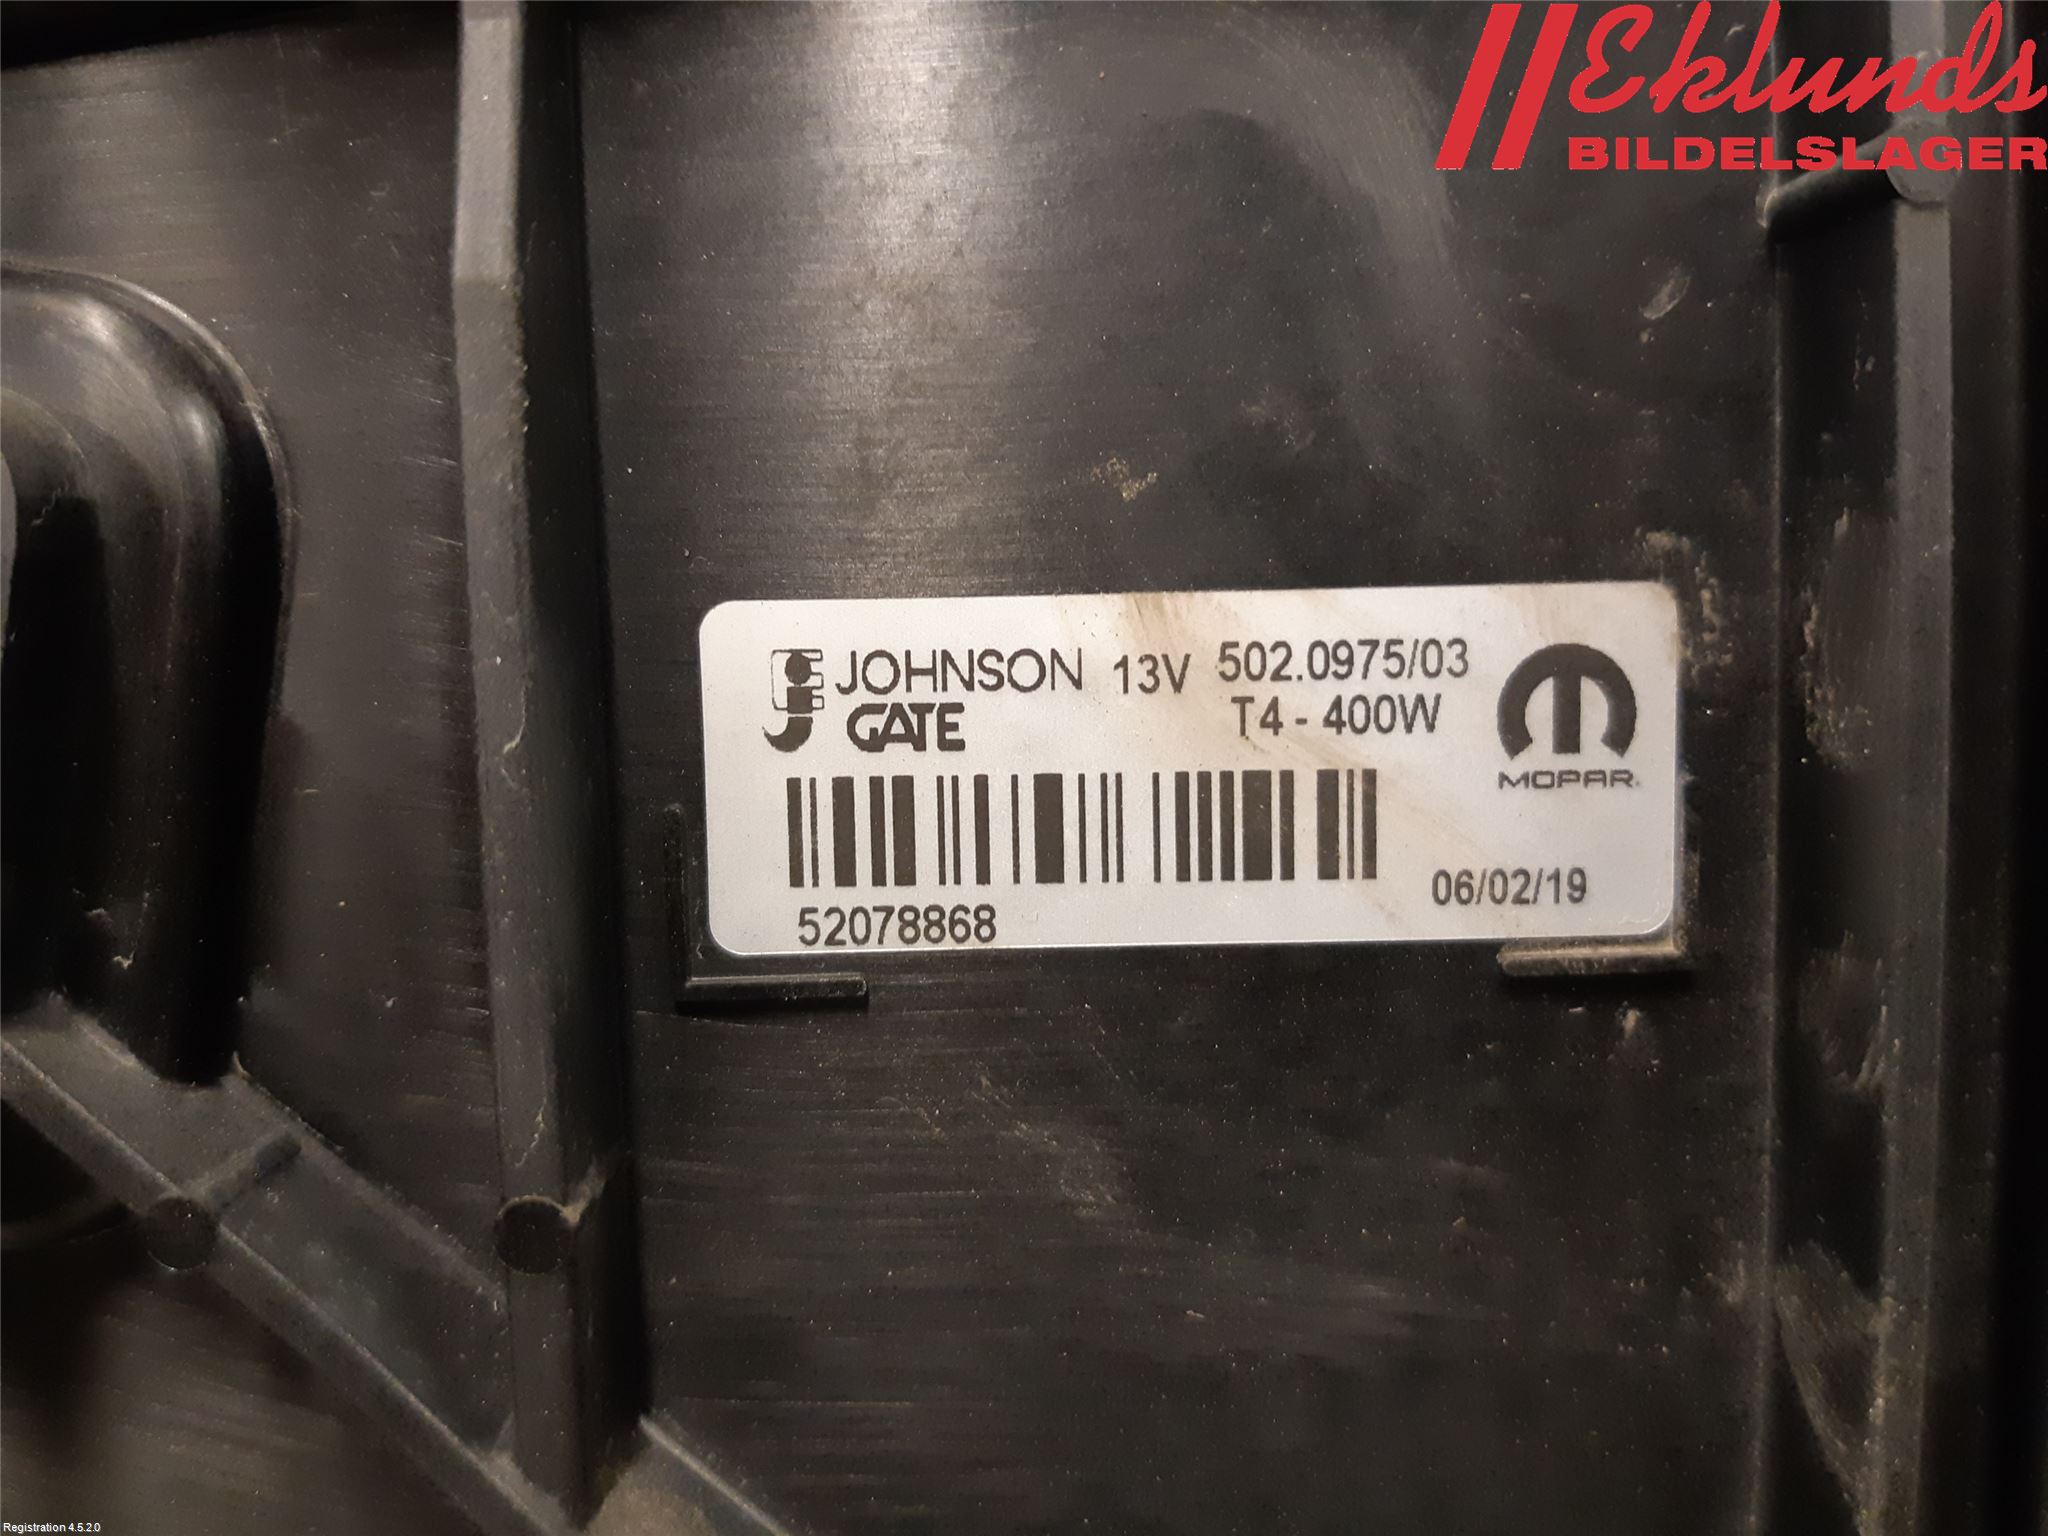 Eklunds
BILDELSLAGER
JOHNSON
GATE
13V
502.0975/03
T4 - 400W
MOPAR.
06/02/19
52078868
Registration 4.5.2.0